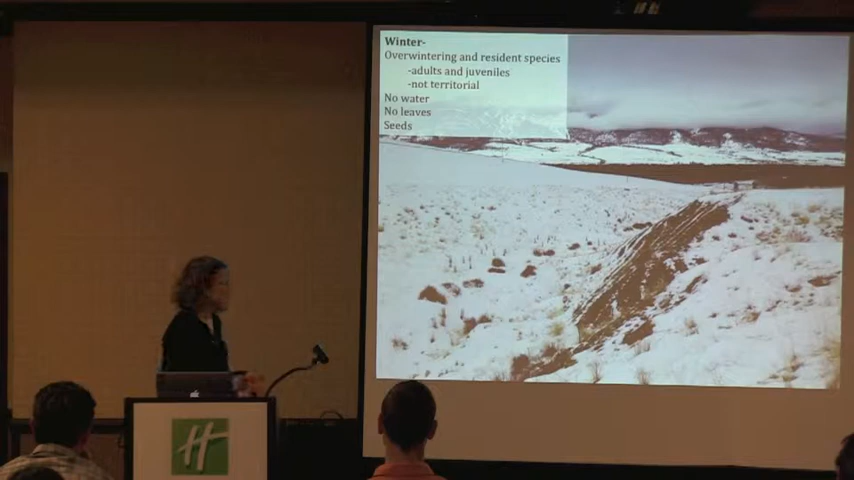 Winter-
Overwintering and resident species
-adults and juveniles
-not territorial
No water
No leaves
Seeds
H